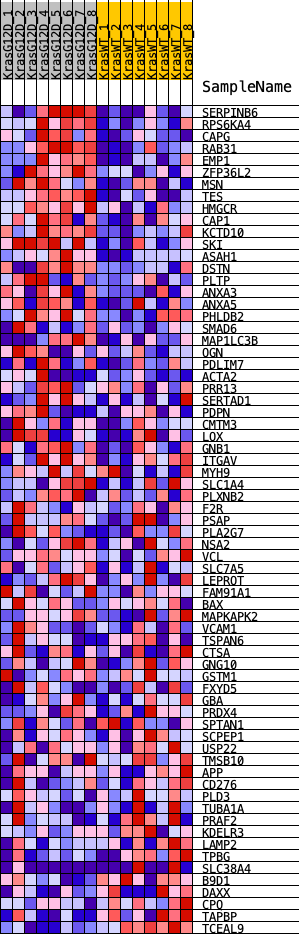 KrasG12D_1
KrasG12D_2
KrasG12D_3
KrasG12D_4
KrasG12D_5
KrasG12D_6
KrasG12D_7
KrasG12D_8
KrasWT_1
KrasWT_2
KrasWT_3
KrasWT_4
KrasWT_5
KrasWT_6
KrasWT_7
KrasWT_8
SampleName
SERPINB6
RPS6KA4
CAPG
RAB31
EMP1
ZFP36L2
MSN
TES
HMGCR
CAP1
KCTD10
SKI
ASAH1
DSTN
PLTP
ANXA3
ANXA5
PHLDB2
SMAD6
MAP1LC3B
OGN
PDLIM7
ACTA2
PRR13
SERTAD1
PDPN
CMTM3
LOX
GNB1
ITGAV
MYH9
SLC1A4
PLXNB2
F2R
PSAP
PLA2G7
NSA2
VCL
SLC7A5
LEPROT
FAM91A1
BAX
MAPKAPK2
VCAM1
TSPAN6
CTSA
GNG10
GSTM1
FXYD5
GBA
PRDX4
SPTAN1
SCPEP1
USP22
TMSB10
APP
CD276
PLD3
TUBA1A
PRAF2
KDELR3
LAMP2
TPBG
SLC38A4
B9D1
DAXX
CPQ
TAPBP
TCEAL9